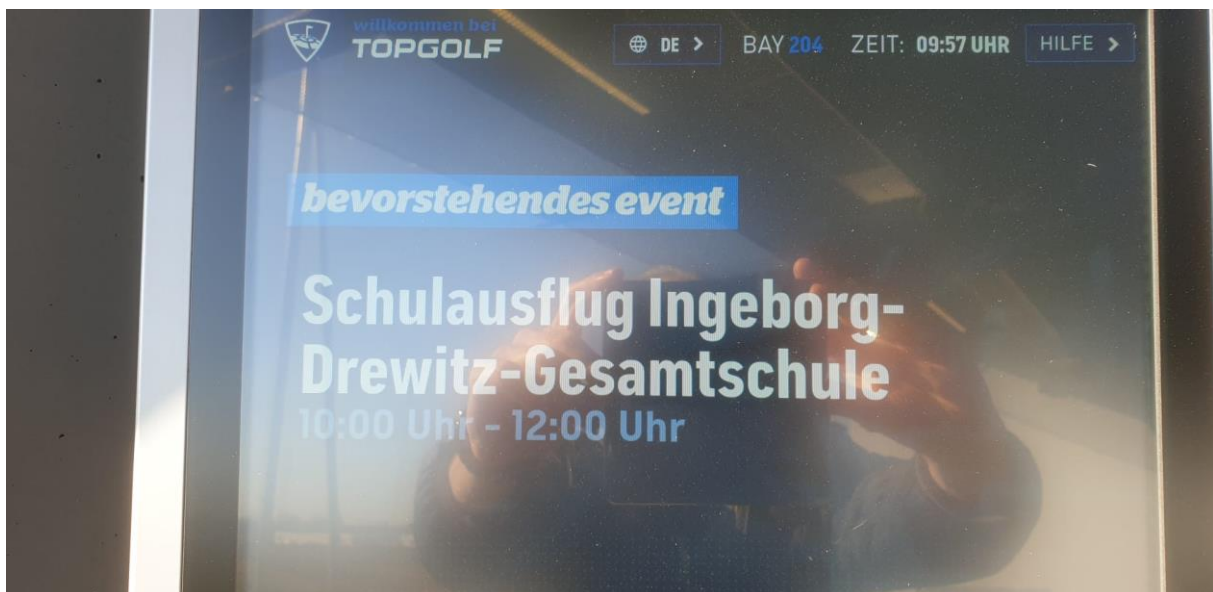 willkommen bei
TOPGOLF
DE >
BAY 204
ZEIT: 09:57 UHR
HILFE >
bevorstehendes event
Schulausflug Ingeborg-
Drewitz-Gesamtschule
10:00 Uhr - 12:00 Uhr